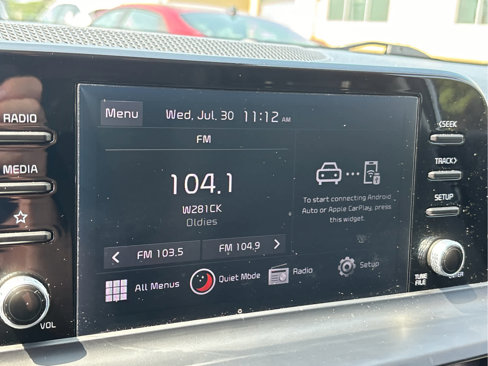 RADIO
MEDIA
VOL
Menu
Wed, Jul. 30 11:12 AM
FM
104.1
W281CK
Oldies
< FM 103.5
FM 104.9 >
To start connecting Android
Auto or Apple CarPlay, press
this widget.
All Menus
Quiet Mode
Radio
Setup
<SEEK
TRACK>
SETUP
TUNE
FILE